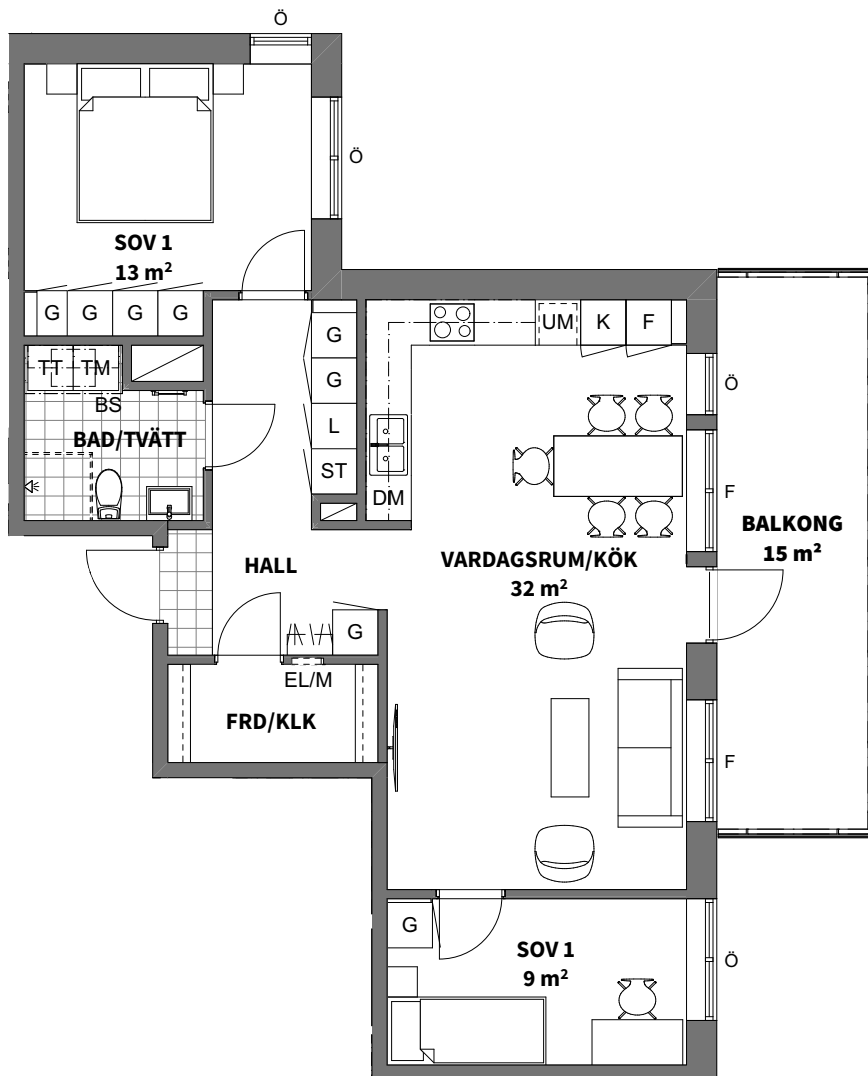 Ö
Ö
SOV 1
13 m²
G G G G
G
UM K F
TT TM
G
Ö
BS
L
BAD/TVÄTT
ST
DM
F
BALKONG
15 m²
HALL
VARDAGSRUM/KÖK
32 m²
G
EL/M
FRD/KLK
F
G
SOV 1
9 m²
Ö